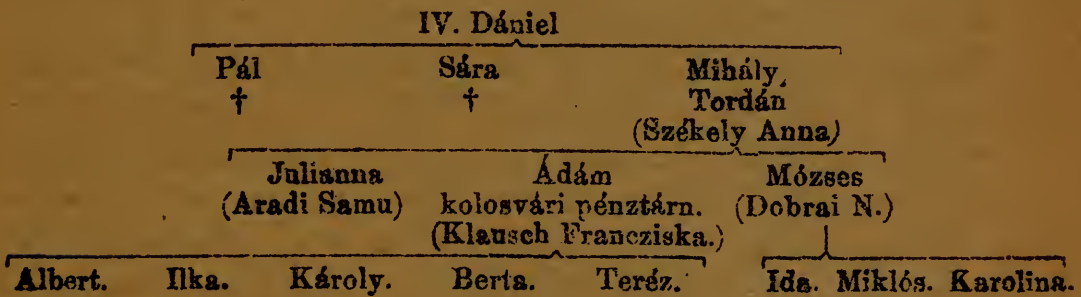 IV. Dániel
Pál Sára Mihály,
† † Tordán
(Székely Anna)
Julianna Ádám Mózses
(Aradi Samu) kolosvári pénztárn. (Dobrai N.)
(Klausch Francziska.)
Albert. Ilka. Károly. Berta. Teréz. Ida. Miklós. Karolina.